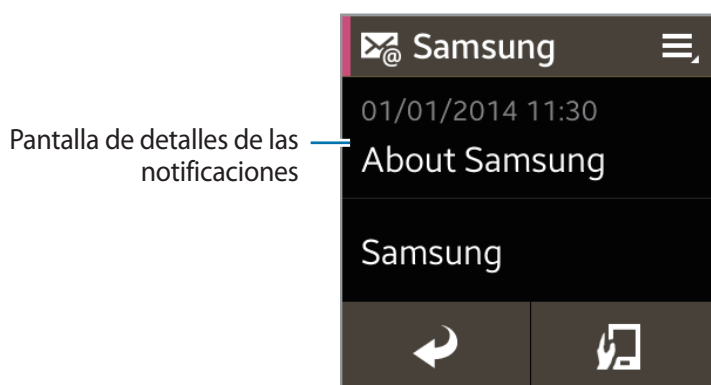 Pantalla de detalles de las
notificaciones
@ Samsung
01/01/2014 11:30
About Samsung
Samsung